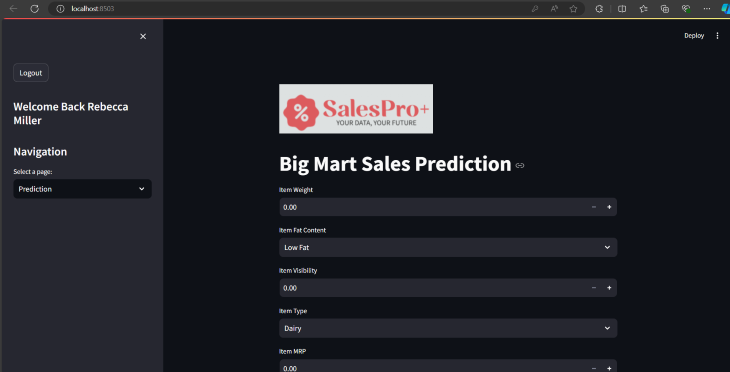 localhost:8503
Deploy
Logout
Welcome Back Rebecca
Miller
Navigation
Select a page:
Prediction
SalesPro+
YOUR DATA, YOUR FUTURE
Big Mart Sales Prediction
Item Weight
0.00
Item Fat Content
Low Fat
Item Visibility
0.00
Item Type
Dairy
Item MRP
0.00